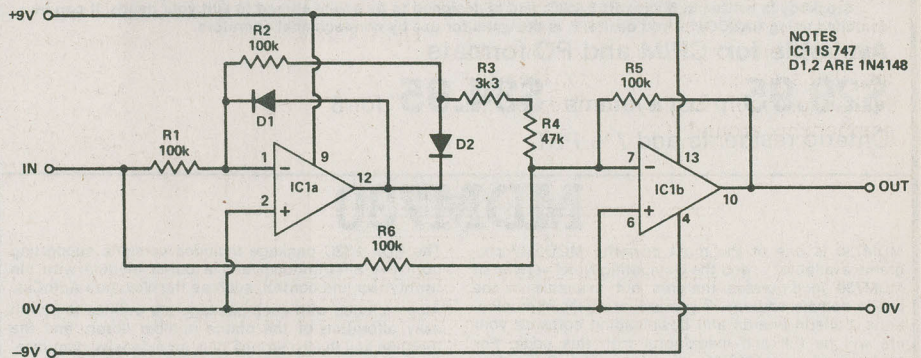 +9V
R2
100k
NOTES
IC1 IS 747
D1,2 ARE 1N4148
R3
3k3
R5
100k
D1
R1
100k
D2
R4
47k
IN
1
−
9
IC1a
12
2
+
7
−
13
IC1b
10
6
+
4
OUT
R6
100k
0V
0V
−9V